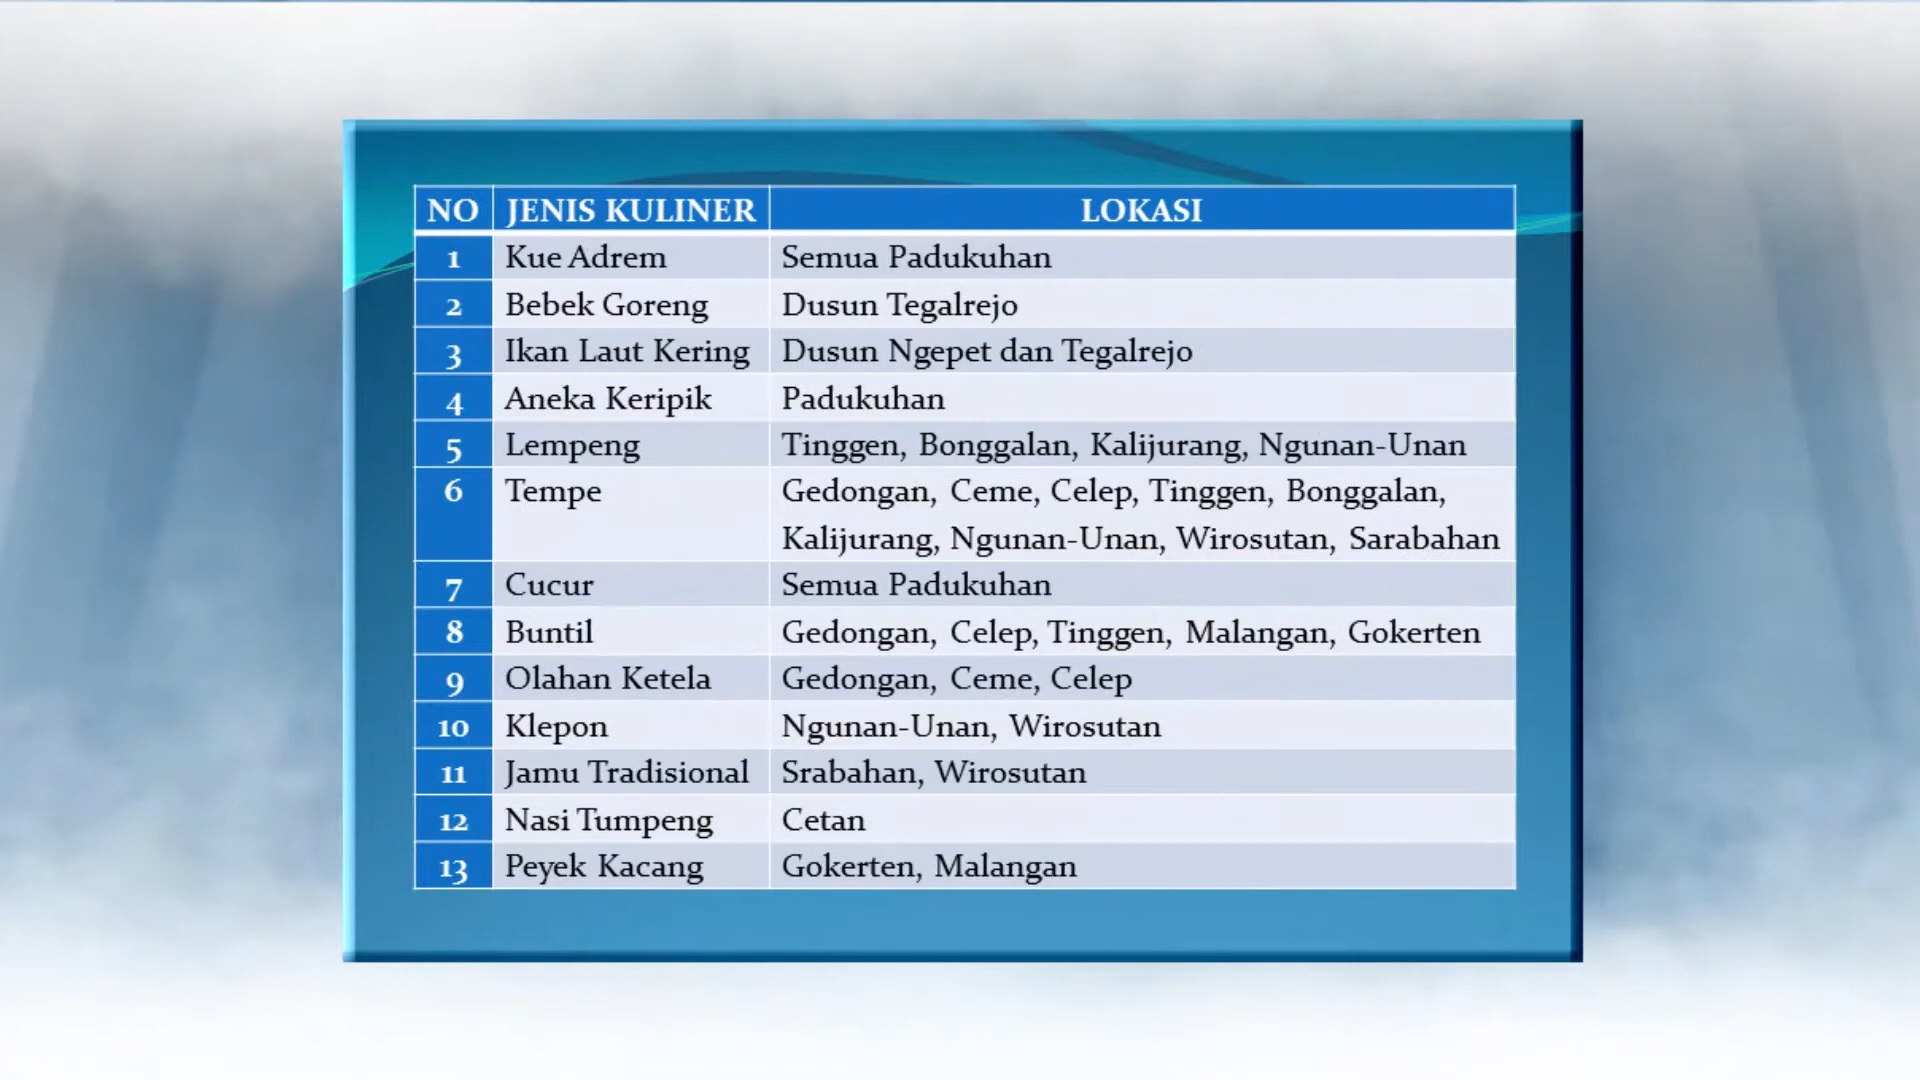 NO JENIS KULINER LOKASI
1 Kue Adrem Semua Padukuhan
2 Bebek Goreng Dusun Tegalrejo
3 Ikan Laut Kering Dusun Ngepet dan Tegalrejo
4 Aneka Keripik Padukuhan
5 Lempeng Tinggen, Bonggalan, Kalijurang, Ngunan-Unan
6 Tempe Gedongan, Ceme, Celep, Tinggen, Bonggalan,
Kalijurang, Ngunan-Unan, Wirosutan, Sarabahan
7 Cucur Semua Padukuhan
8 Buntil Gedongan, Celep, Tinggen, Malangan, Gokerten
9 Olahan Ketela Gedongan, Ceme, Celep
10 Klepon Ngunan-Unan, Wirosutan
11 Jamu Tradisional Srabahan, Wirosutan
12 Nasi Tumpeng Cetan
13 Peyek Kacang Gokerten, Malangan